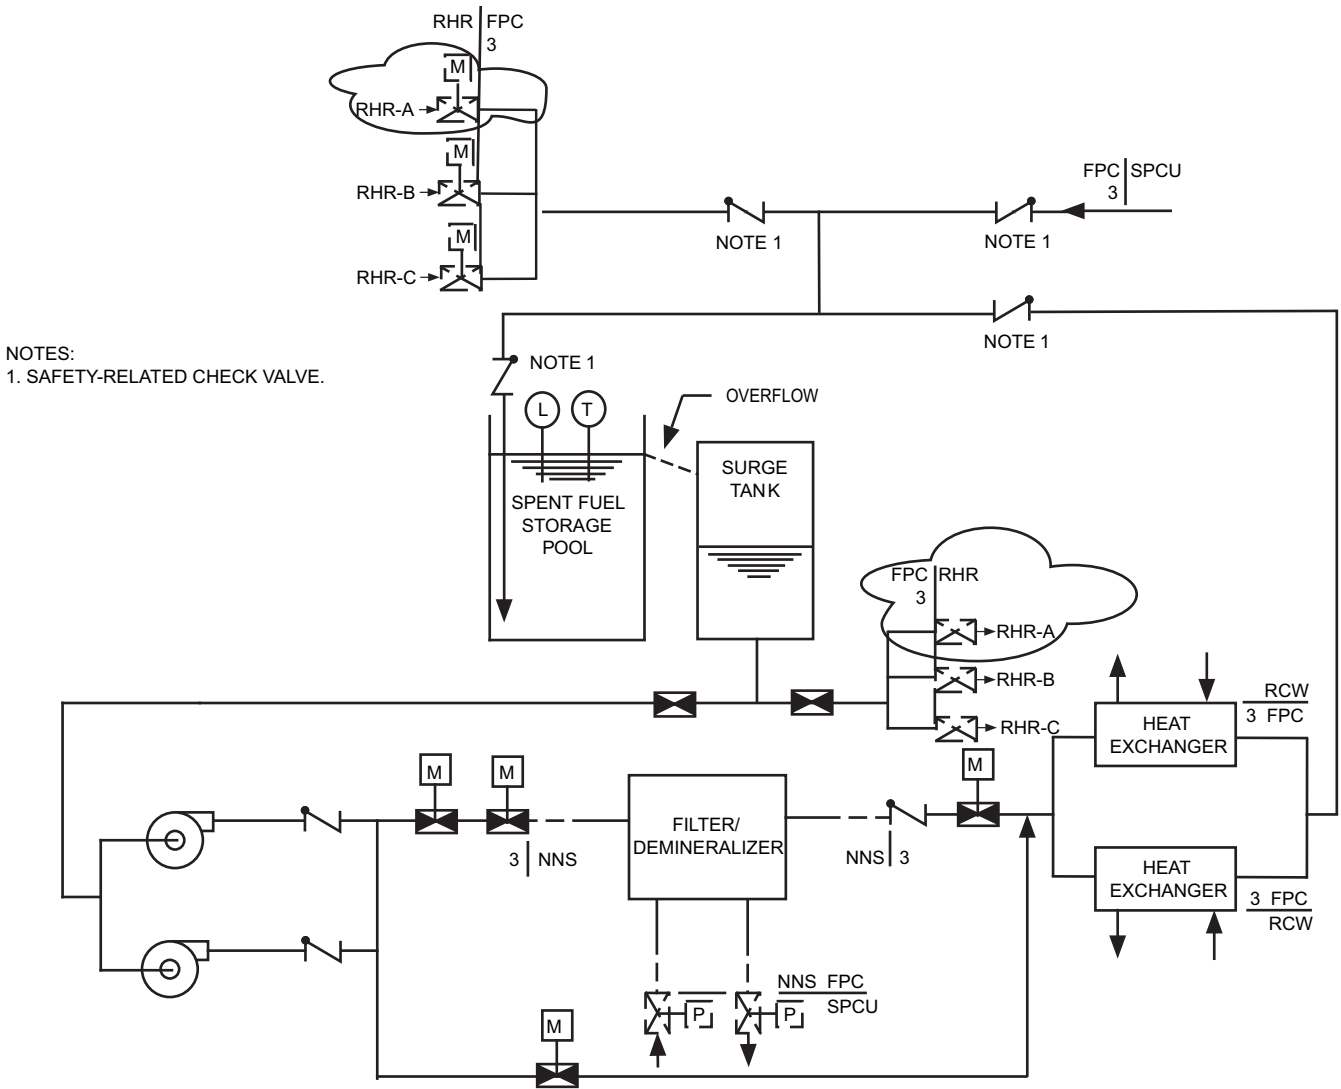 RHR FPC
3
M
RHR-A
M
RHR-B
M
RHR-C
FPC SPCU
3
NOTE 1
NOTE 1
NOTE 1
NOTES:
1. SAFETY-RELATED CHECK VALVE.
NOTE 1
L T
OVERFLOW
SURGE
TANK
SPENT FUEL
STORAGE
POOL
FPC RHR
3
RHR-A
RHR-B
RHR-C
RCW
3 FPC
HEAT
EXCHANGER
M
M
M
FILTER/
DEMINERALIZER
3 NNS
NNS 3
HEAT
EXCHANGER
3 FPC
RCW
NNS FPC
SPCU
P
P
M